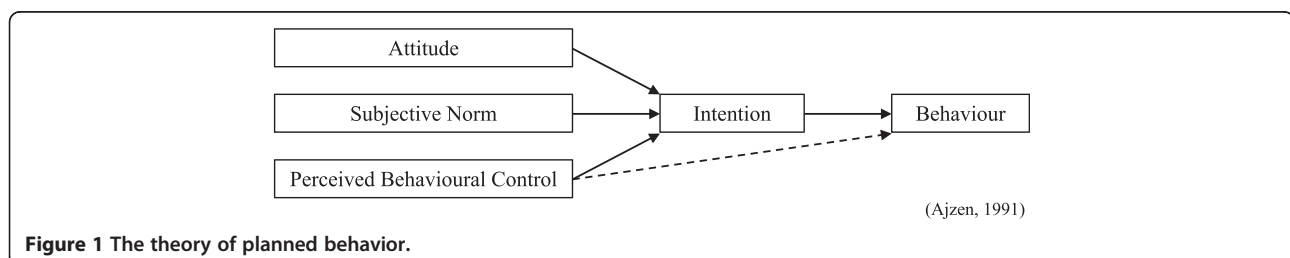 Attitude
Subjective Norm
Intention
Behaviour
Perceived Behavioural Control
(Ajzen, 1991)
Figure 1 The theory of planned behavior.